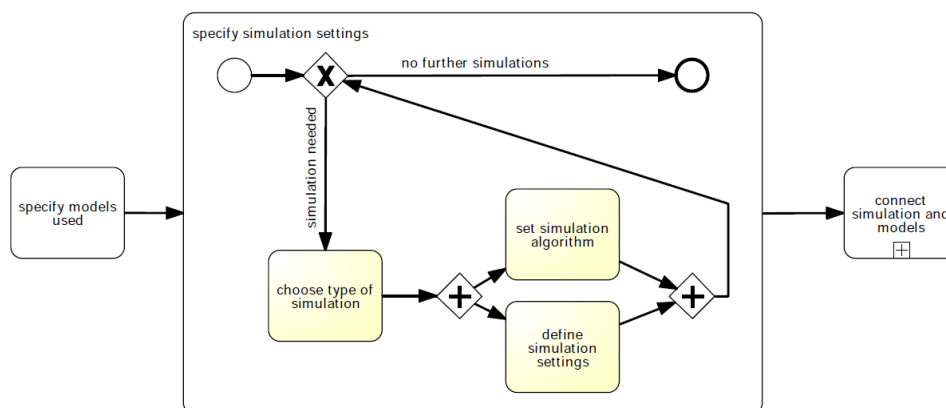 specify simulation settings
no further simulations
simulation needed
specify models
used
set simulation
algorithm
connect
simulation and
models
choose type of
simulation
define
simulation
settings